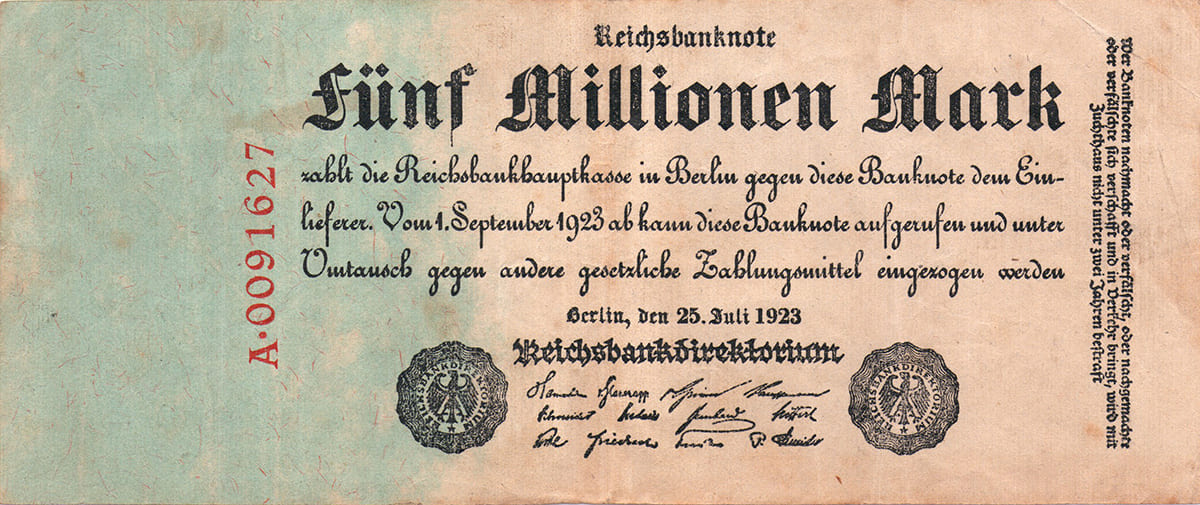 Reichsbanknote
Fünf Millionen Mark
zahlt die Reichsbankhauptkasse in Berlin gegen diese Banknote dem Ein-
lieferer. Vom 1. September 1923 ab kann diese Banknote aufgerufen und unter
Umtausch gegen andere gesetzliche Zahlungsmittel eingezogen werden
Berlin, den 25. Juli 1923
Reichsbankdirektorium
REICHSBANKDIREKTORIUM
REICHSBANKDIREKTORIUM
A·0091627
Wer Banknoten nachmacht oder verfälscht, oder nachgemachte
oder verfälschte sich verschafft und in Verkehr bringt, wird mit
Zuchthaus nicht unter zwei Jahren bestraft